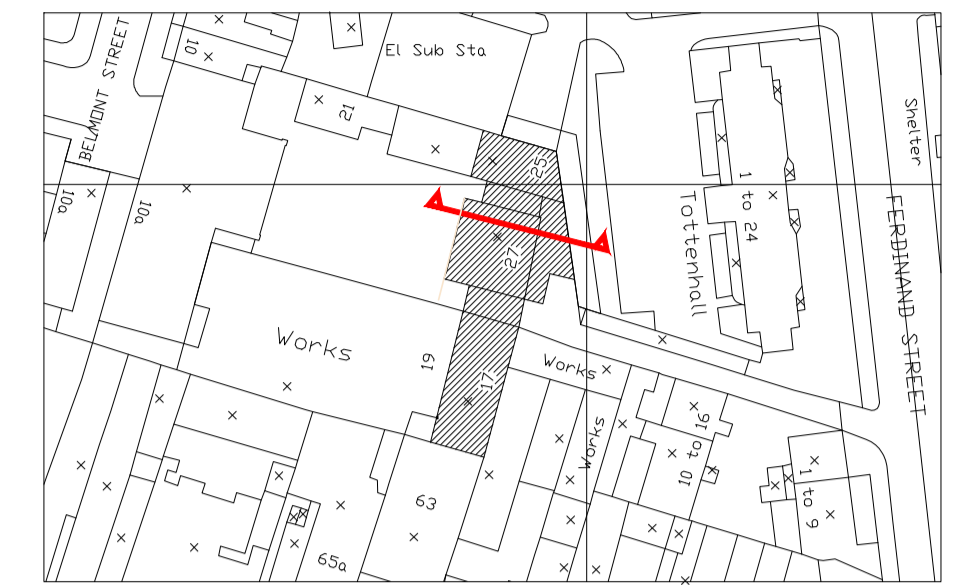 BELMONT STREET
10
El Sub Sta
21
25
Shelter
10a
10a
1 to 24
Tottenhall
FERDINAND STREET
27
Works
19
17
Works
Works
10 to 16
1 to 9
63
65a